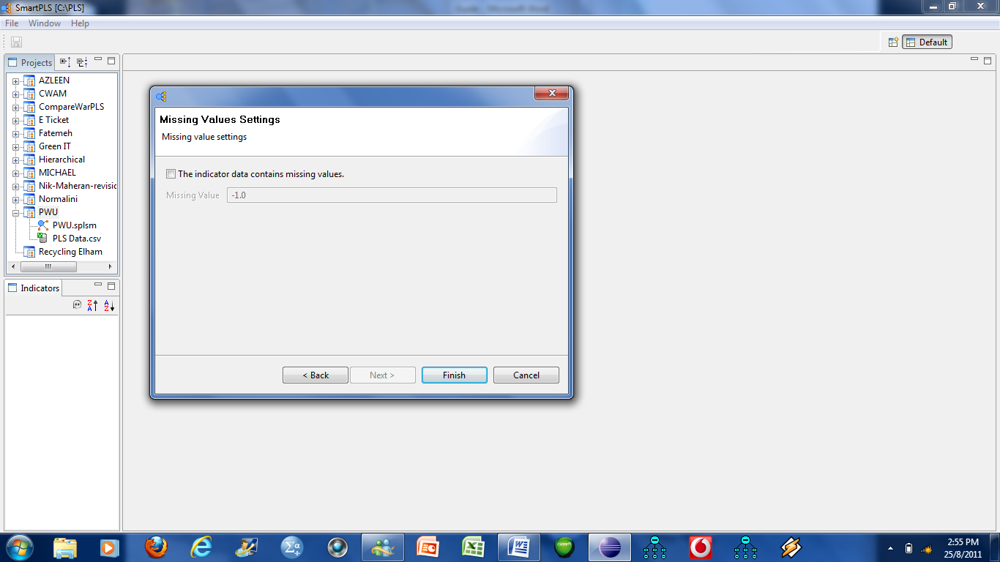 SmartPLS [C:\PLS]
File Window Help
Default
Projects
AZLEEN
CWAM
CompareWarPLS
E Ticket
Fatemeh
Green IT
Hierarchical
MICHAEL
Nik-Maheran-revisic
Normalini
PWU
PWU.splsm
PLS Data.csv
Recycling Elham
Indicators
Missing Values Settings
Missing value settings
The indicator data contains missing values.
Missing Value -1.0
< Back Next > Finish Cancel
2:55 PM
25/8/2011